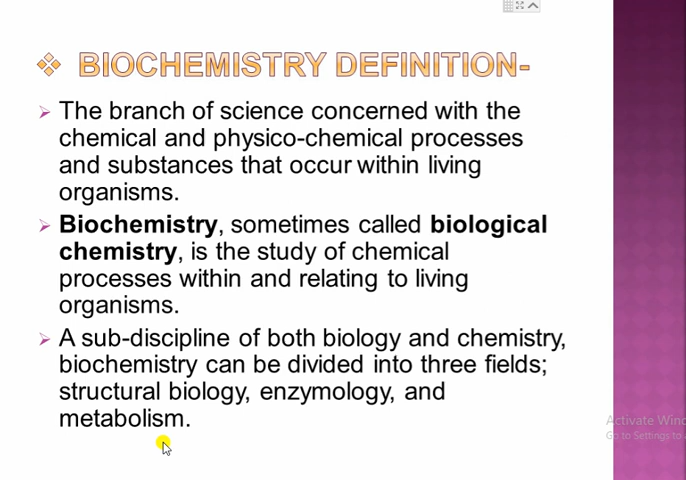 BIOCHEMISTRY DEFINITION-
The branch of science concerned with the
chemical and physico-chemical processes
and substances that occur within living
organisms.
Biochemistry, sometimes called biological
chemistry, is the study of chemical
processes within and relating to living
organisms.
A sub-discipline of both biology and chemistry,
biochemistry can be divided into three fields;
structural biology, enzymology, and
metabolism.
Activate Wind
Go to Settings to